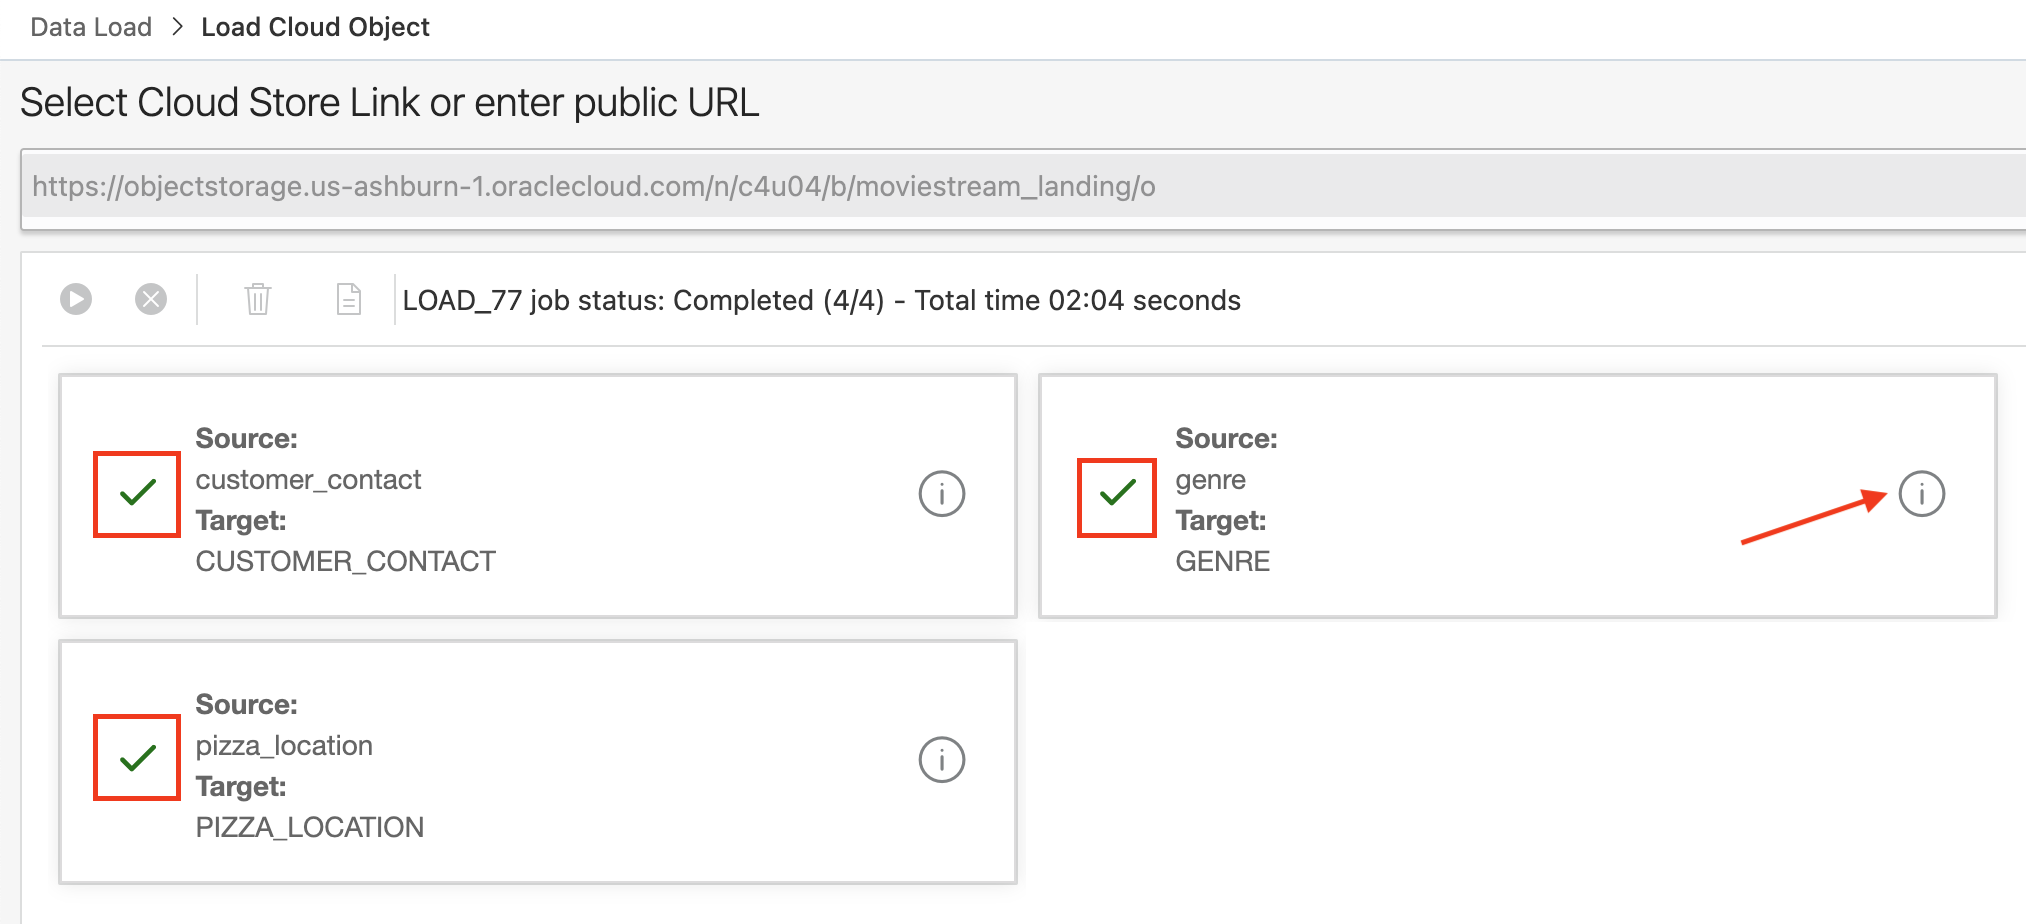 Data Load > Load Cloud Object
Select Cloud Store Link or enter public URL
https://objectstorage.us-ashburn-1.oraclecloud.com/n/c4u04/b/moviestream_landing/o
LOAD_77 job status: Completed (4/4) - Total time 02:04 seconds
Source:
customer_contact
Target:
CUSTOMER_CONTACT
Source:
genre
Target:
GENRE
Source:
pizza_location
Target:
PIZZA_LOCATION